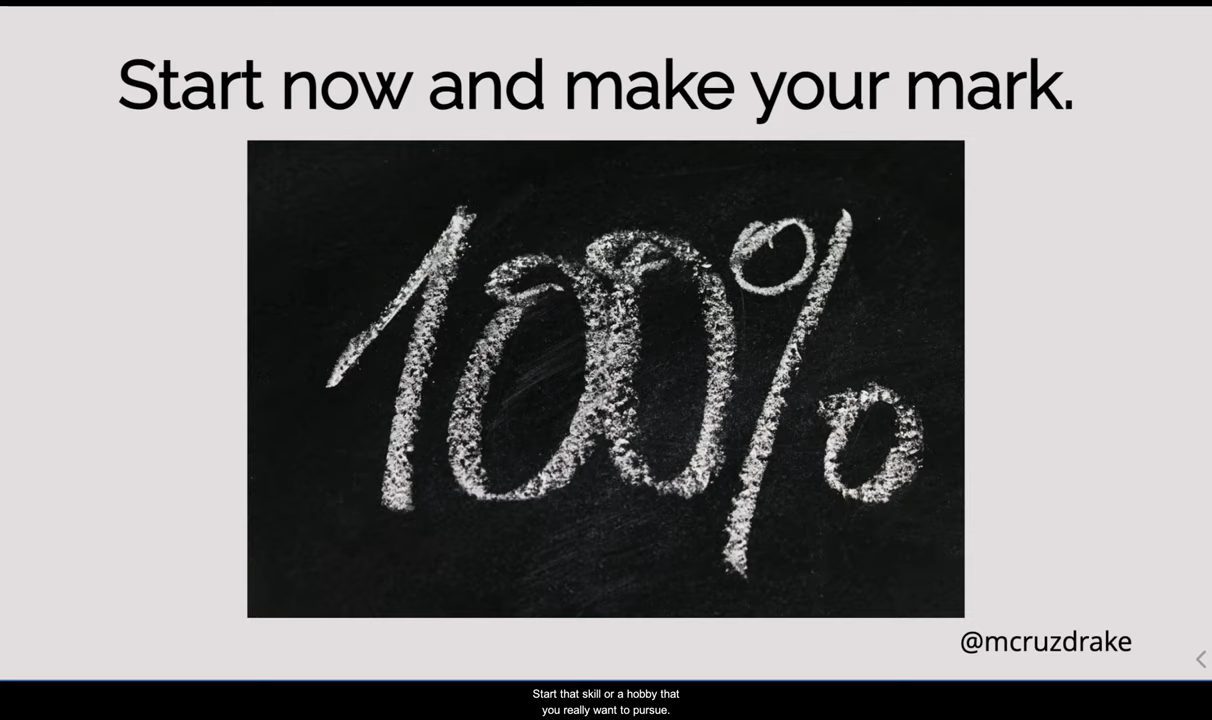 Start now and make your mark.
100%
@mcruzdrake
Start that skill or a hobby that
you really want to pursue.